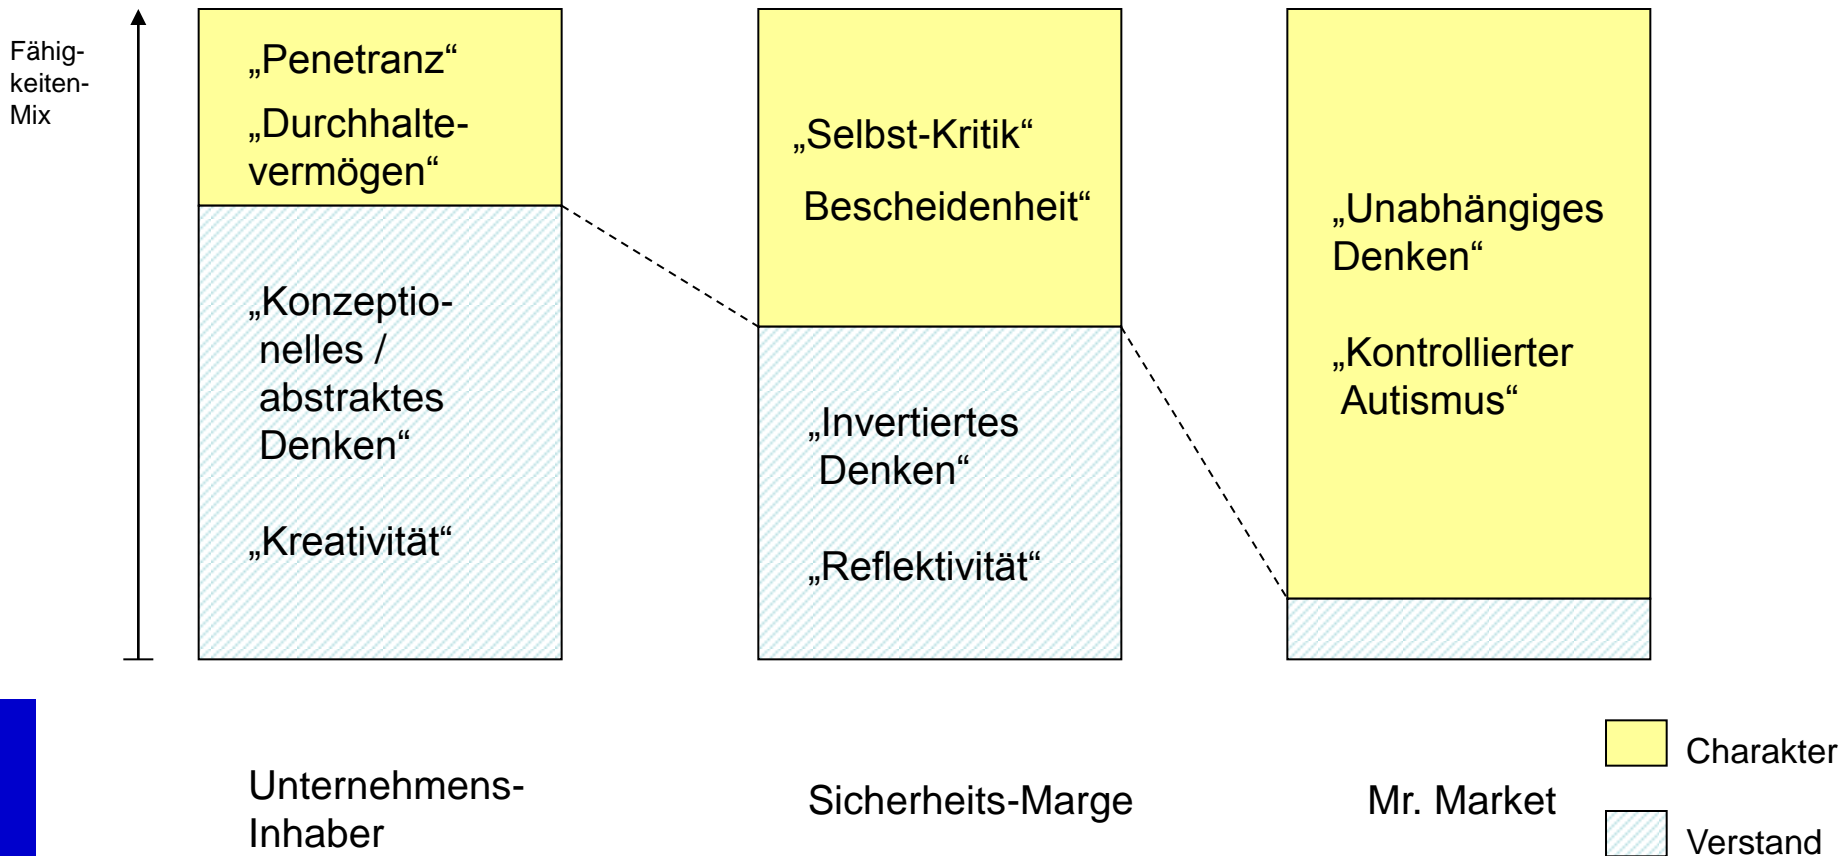 Fähig-
keiten-
Mix
„Penetranz“
„Durchhalte-
vermögen“
„Konzeptio-
nelles /
abstraktes
Denken“
„Kreativität“
„Selbst-Kritik“
Bescheidenheit“
„Invertiertes
Denken“
„Reflektivität“
„Unabhängiges
Denken“
„Kontrollierter
Autismus“
Unternehmens-
Inhaber
Sicherheits-Marge
Mr. Market
Charakter
Verstand